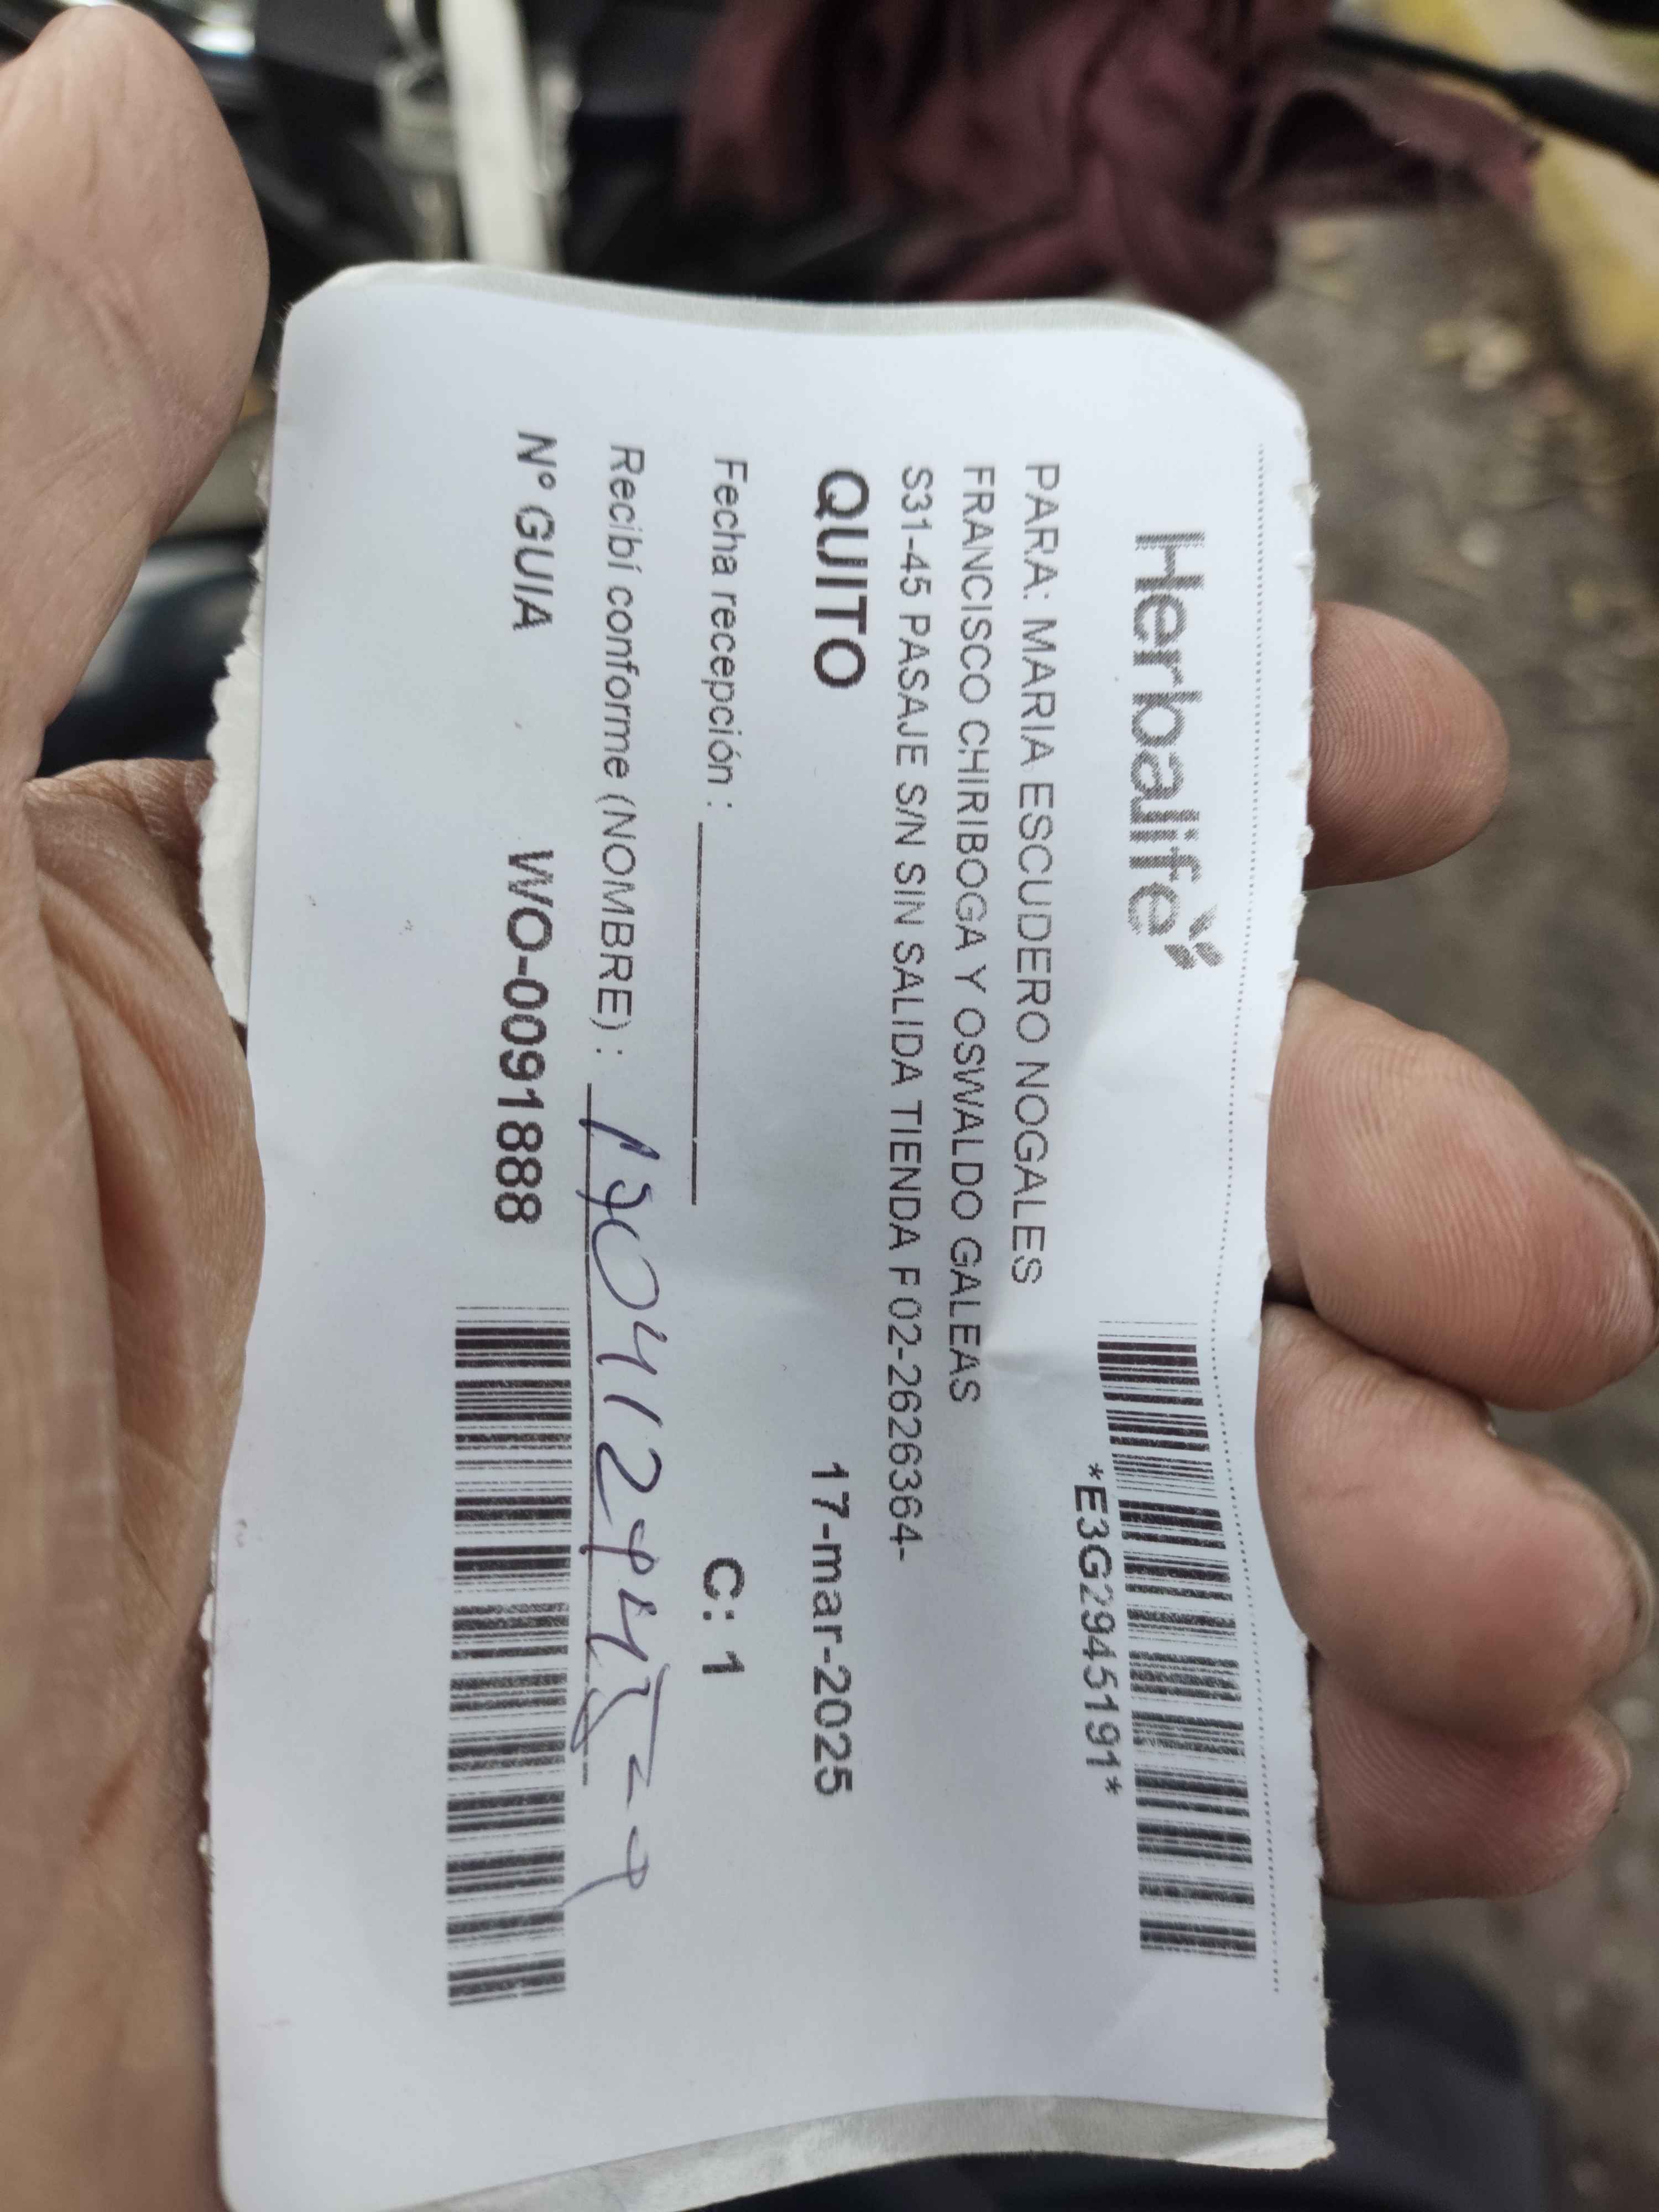 Herbalife
*E3G2945191*
PARA: MARIA ESCUDERO NOGALES
FRANCISCO CHIRIBOGA Y OSWALDO GALEAS
S31-45 PASAJE S/N SIN SALIDA TIENDA F 02-2626364-
QUITO 17-mar-2025
Fecha recepción : C: 1
Recibí conforme (NOMBRE) :
Nº GUIA WO-0091888